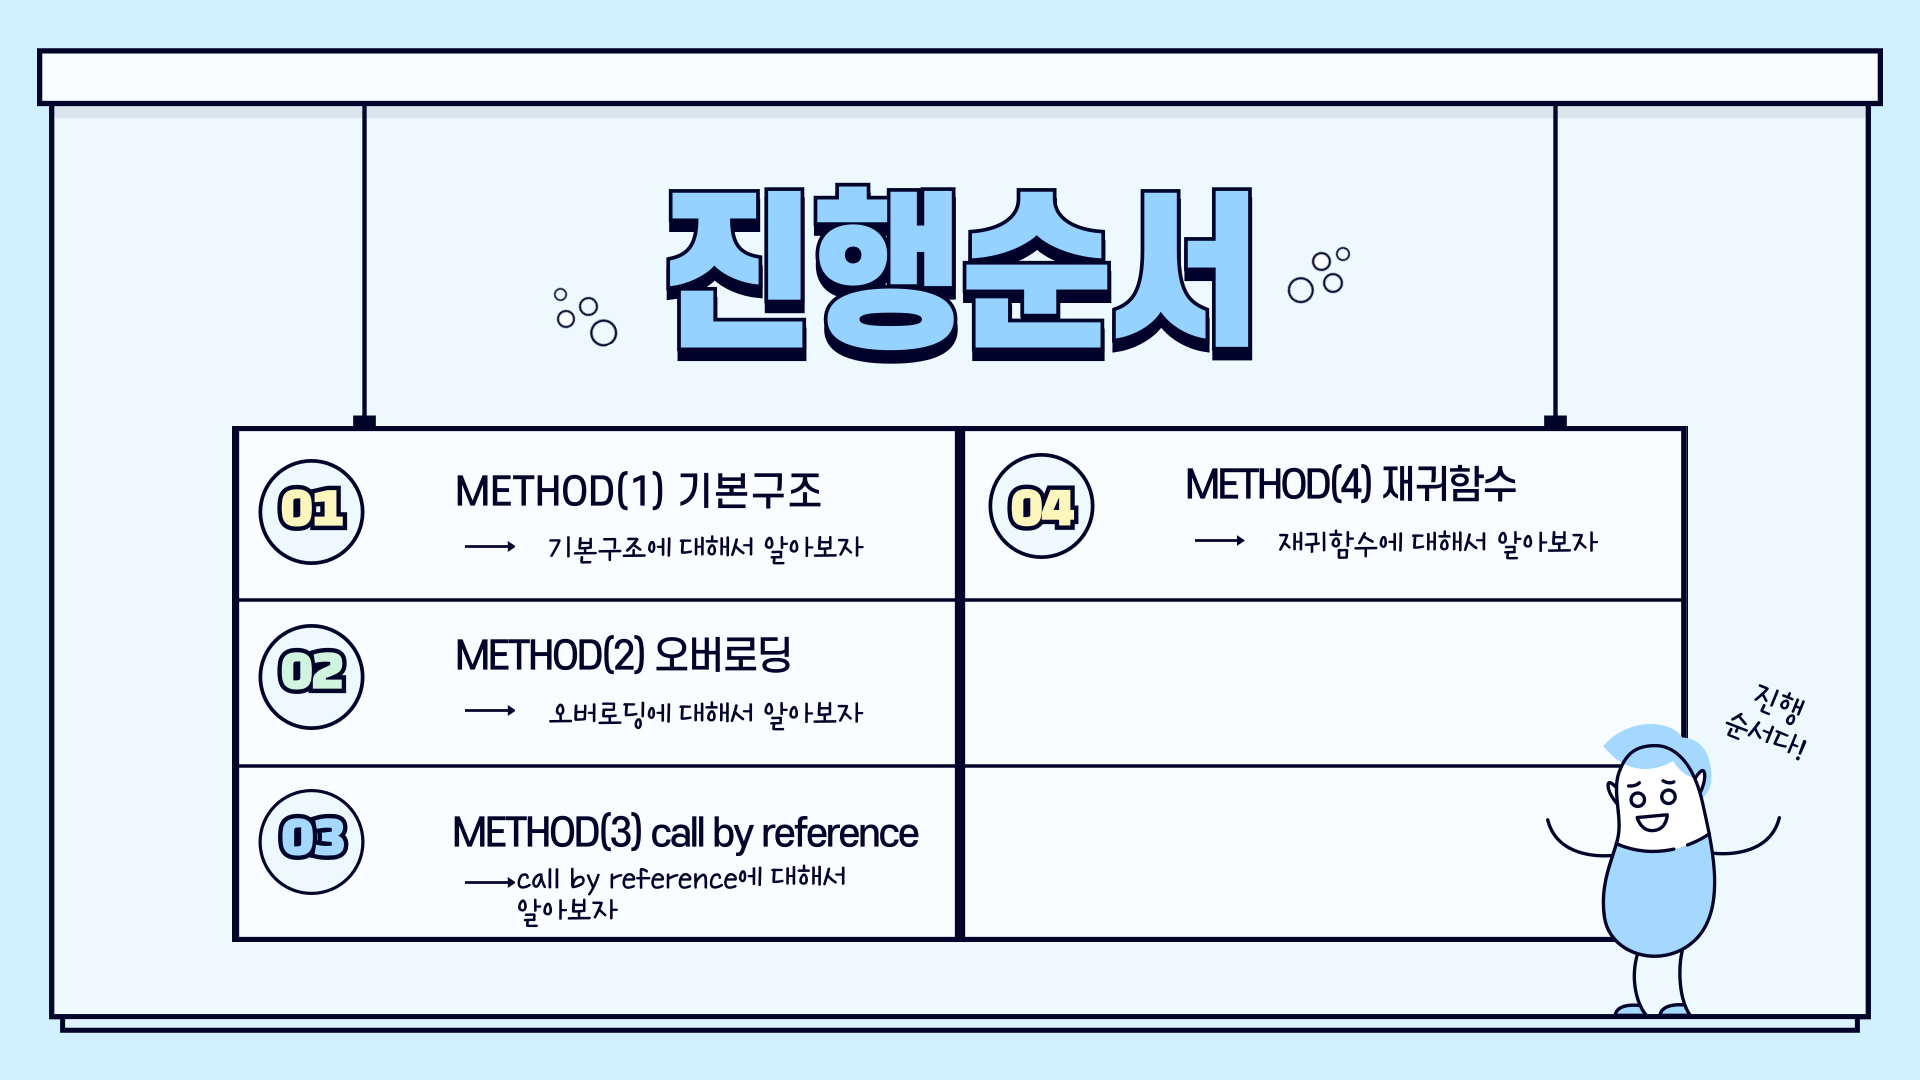 진행순서
01
METHOD(1) 기본구조
기본구조에 대해서 알아보자
02
METHOD(2) 오버로딩
오버로딩에 대해서 알아보자
03
METHOD(3) call by reference
call by reference에 대해서
알아보자
04
METHOD(4) 재귀함수
재귀함수에 대해서 알아보자
진행
순서다!